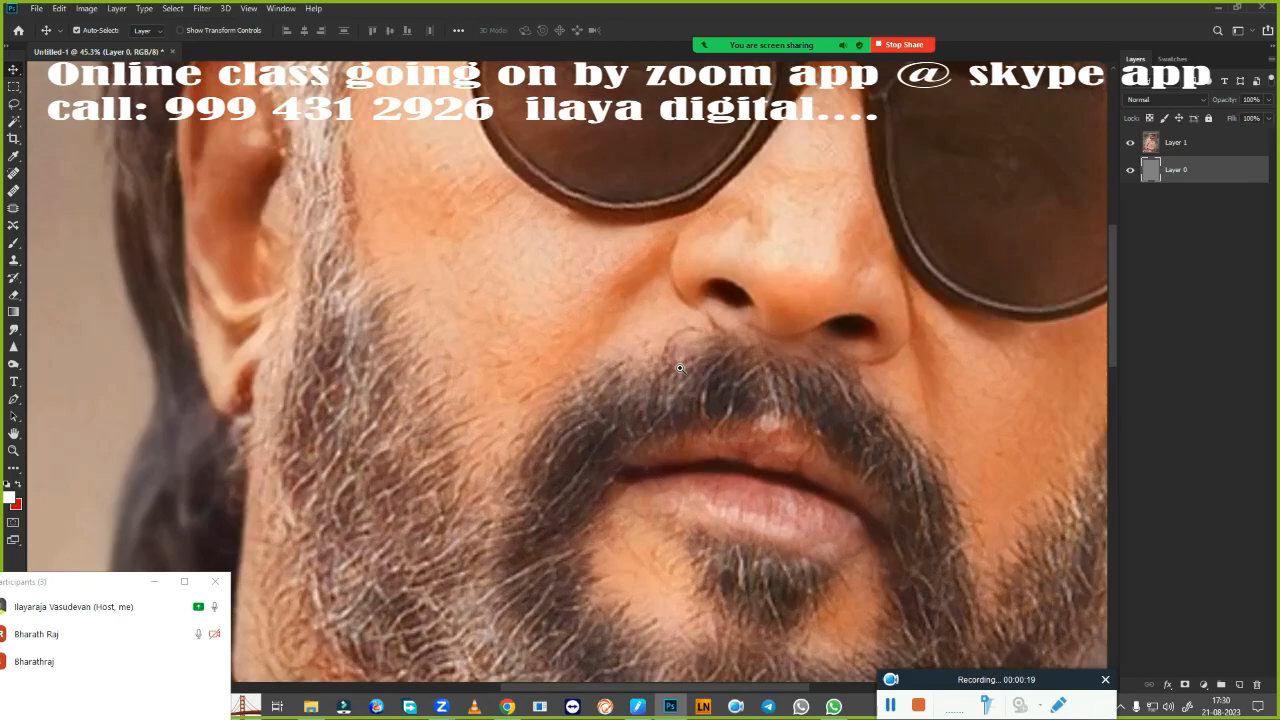 File Edit Image Layer Type Select Filter 3D View Window Help
Auto-Select: Layer Show Transform Controls 3D Mode:
You are screen sharing Stop Share
Untitled-1 @ 45.3% (Layer 0, RGB/8) * ×
Layers Swatches
Online class going on by zoom app @ skype app
call: 999 431 2926 ilaya digital....
Normal Opacity: 100%
Lock: Fill: 100%
Layer 1
Layer 0
articipants (3)
Ilayaraja Vasudevan (Host, me)
Bharath Raj
Bharathraj
Recording... 00:00:19
17:30
21-08-2023